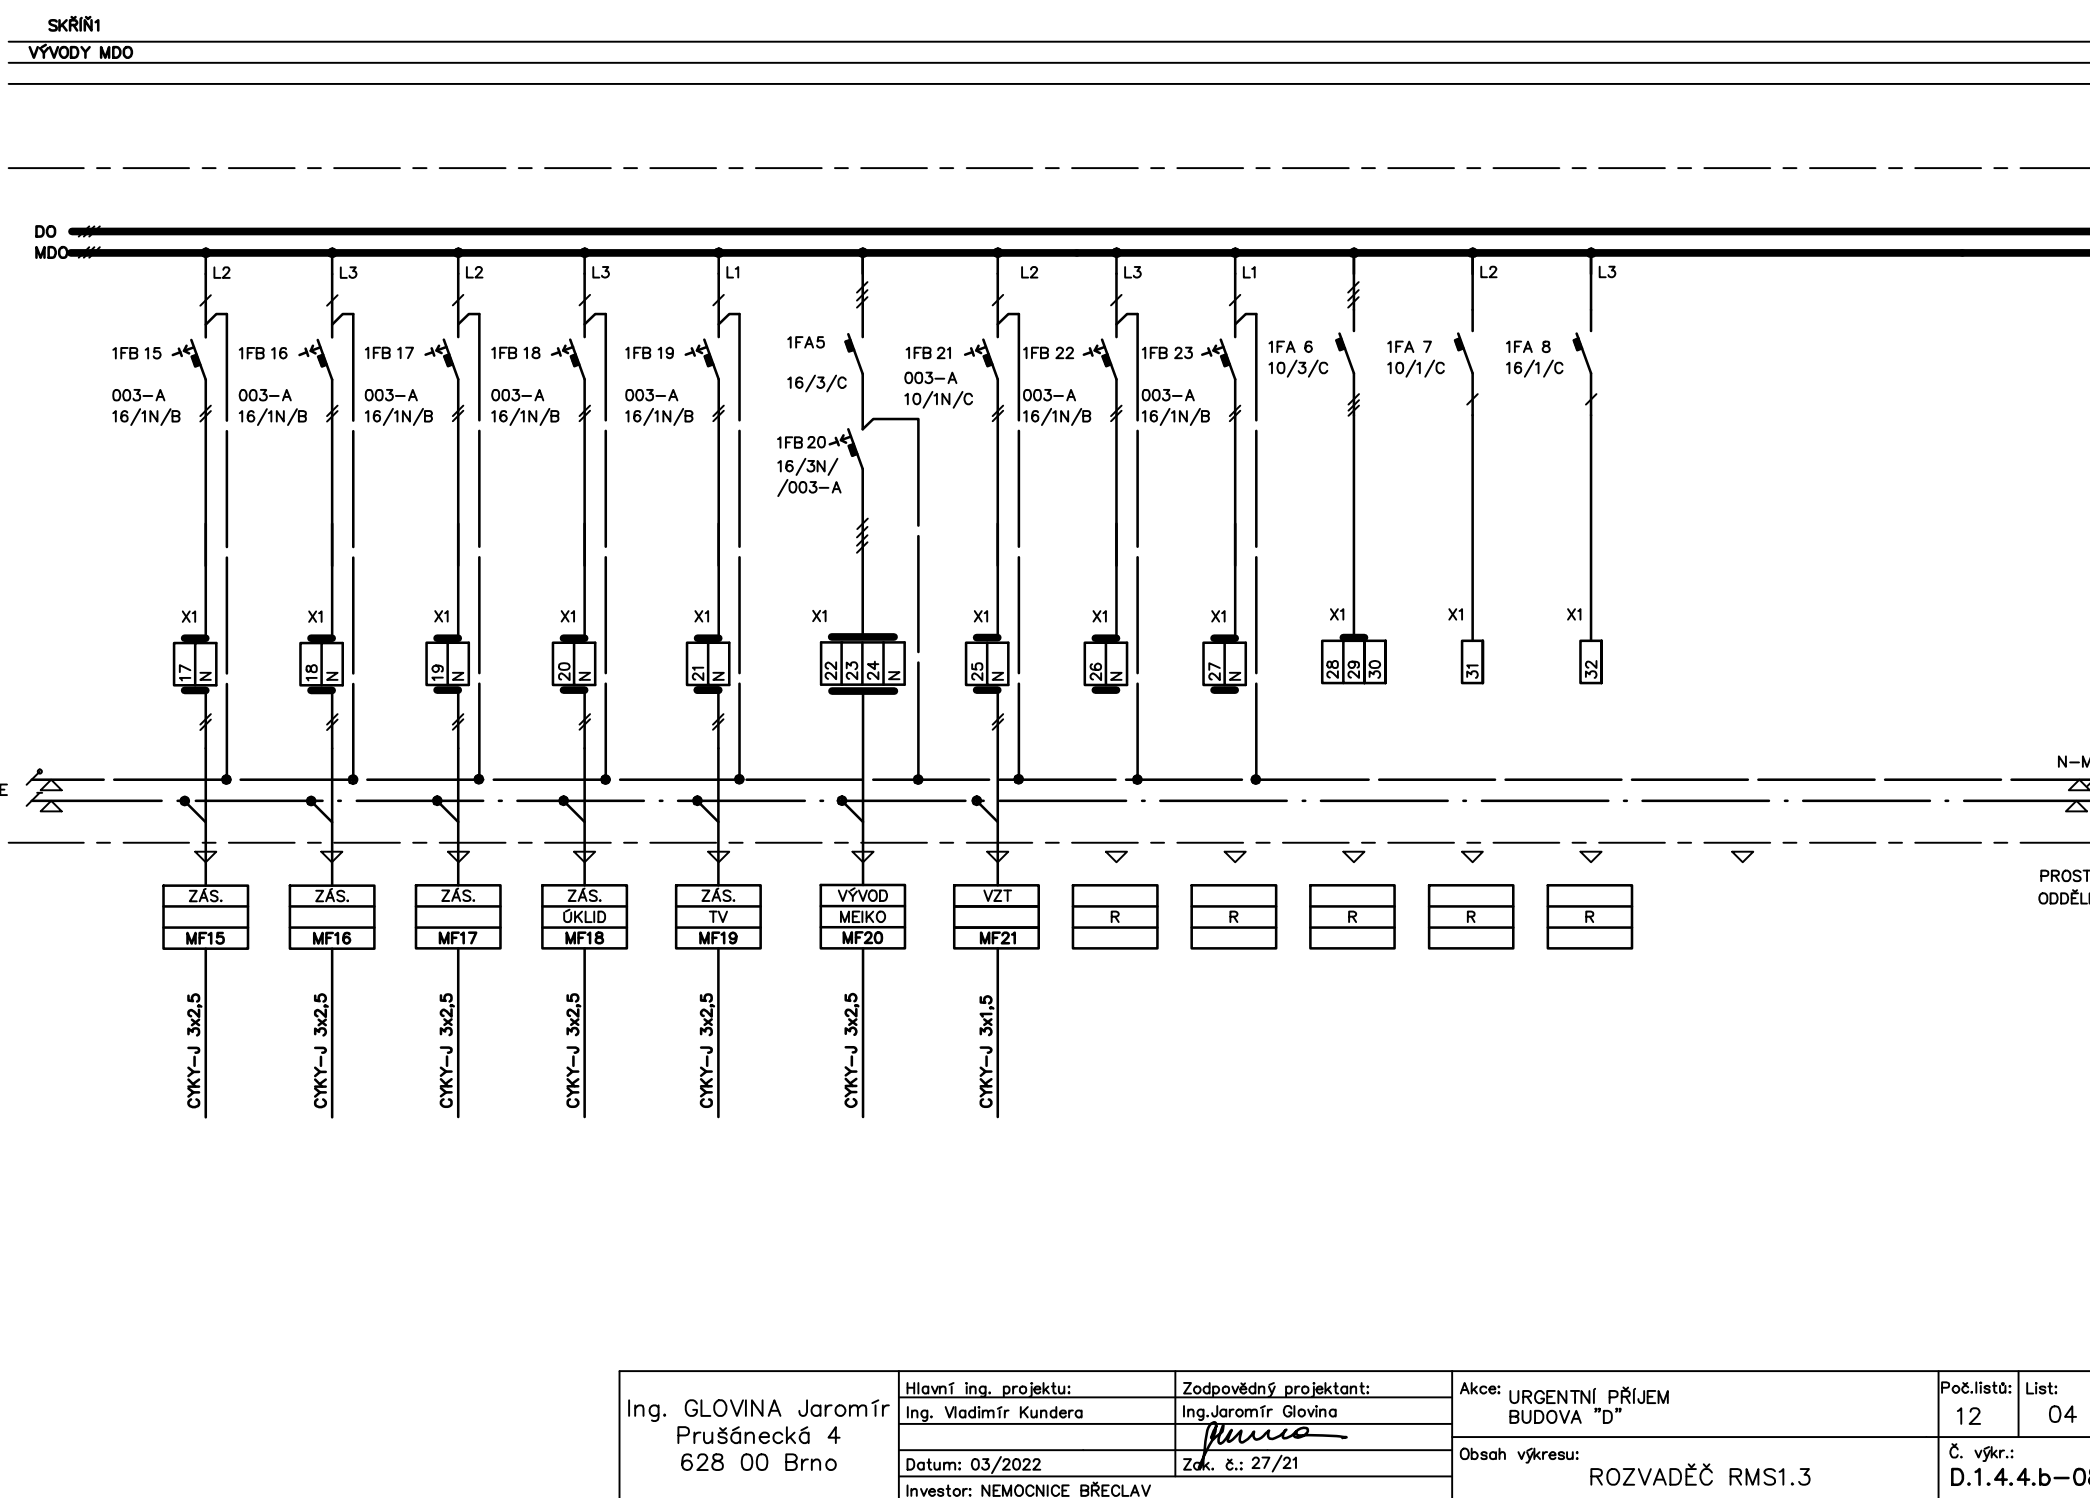 SKŘÍŇ1
VÝVODY MDO
DO
MDO
L2 L3 L2 L3 L1 L2 L3 L1 L2 L3
1FB 15 1FB 16 1FB 17 1FB 18 1FB 19 1FA5 1FB 21 1FB 22 1FB 23 1FA 6 1FA 7 1FA 8
10/3/C 10/1/C 16/1/C
16/3/C 003-A
003-A 003-A 003-A 003-A 003-A 10/1N/C 003-A 003-A
16/1N/B 16/1N/B 16/1N/B 16/1N/B 16/1N/B 16/1N/B 16/1N/B
1FB 20
16/3N/
/003-A
X1 X1 X1 X1 X1 X1 X1 X1 X1 X1 X1 X1
17 N 18 N 19 N 20 N 21 N 22 23 24 N 25 N 26 N 27 N 28 29 30 31 32
N-M
E
PROST
ZÁS. ZÁS. ZÁS. ZÁS. ZÁS. VÝVOD VZT
ÚKLID TV MEIKO R R R R R
MF15 MF16 MF17 MF18 MF19 MF20 MF21
CYKY-J 3x2,5 CYKY-J 3x2,5 CYKY-J 3x2,5 CYKY-J 3x2,5 CYKY-J 3x2,5 CYKY-J 3x2,5 CYKY-J 3x1,5
Ing. GLOVINA Jaromír
Prušánecká 4
628 00 Brno
Hlavní ing. projektu:
Ing. Vladimír Kundera
Datum: 03/2022
Investor: NEMOCNICE BŘECLAV
Zodpovědný projektant:
Ing.Jaromír Glovina
Zak. č.: 27/21
Akce: URGENTNÍ PŘÍJEM
BUDOVA "D"
Obsah výkresu:
ROZVADĚČ RMS1.3
Poč.listů:
12
List:
04
Č. výkr.:
D.1.4.4.b-08